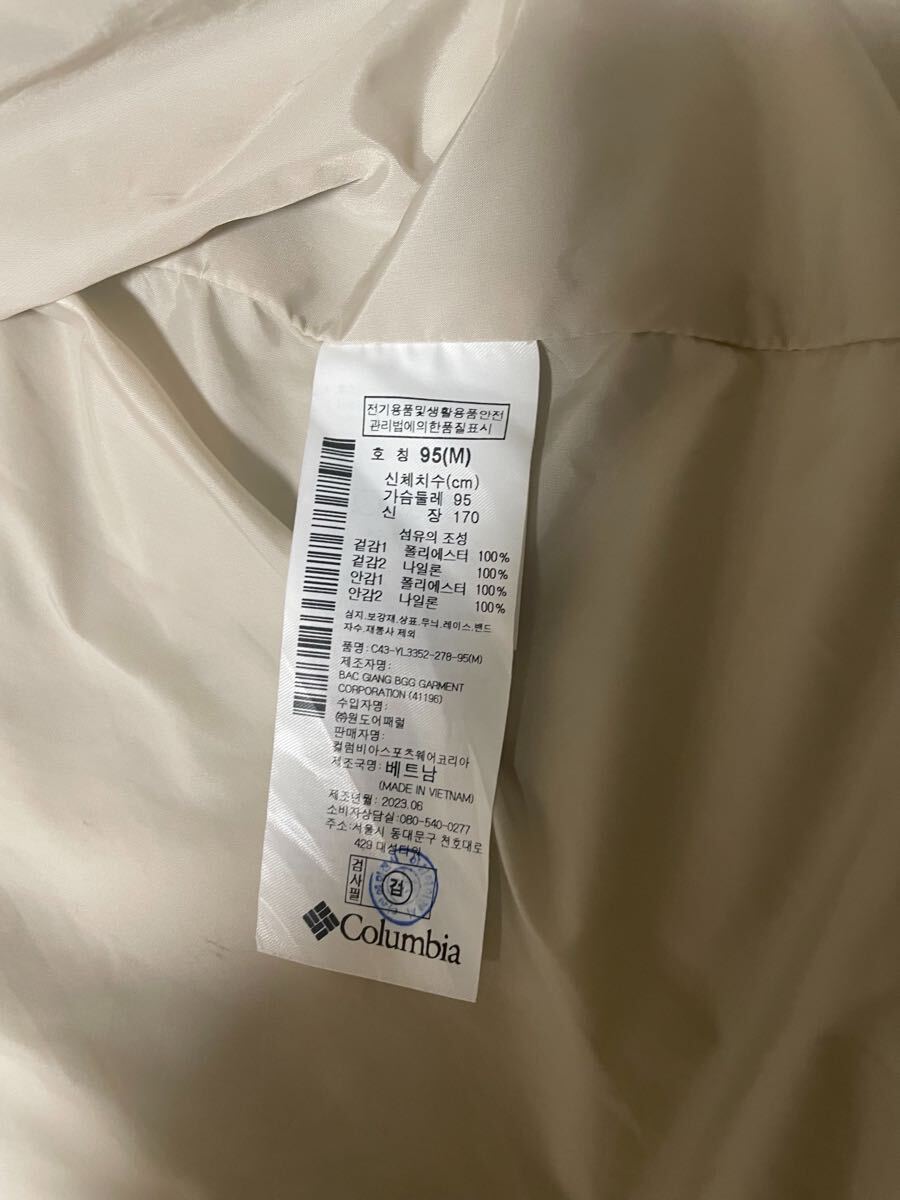 전기용품및생활용품안전
관리법에의한품질표시
호 칭 95(M)
신체치수(cm)
가슴둘레 95
신 장 170
섬유의 조성
겉감1 폴리에스터 100%
겉감2 나일론 100%
안감1 폴리에스터 100%
안감2 나일론 100%
심지.보강재.상표.무늬.레이스.밴드
자수.재봉사 제외
품명:C43-YL3352-278-95(M)
제조자명:
BAC GIANG BGG GARMENT
CORPORATION (41196)
수입자명:
㈜원도어패럴
판매자명:
컬럼비아스포츠웨어코리아
제조국명:베트남
(MADE IN VIETNAM)
제조년월:2023.06
소비자상담실:080-540-0277
주소:서울시 동대문구 천호대로
429 대성타워
검사필
검
Columbia